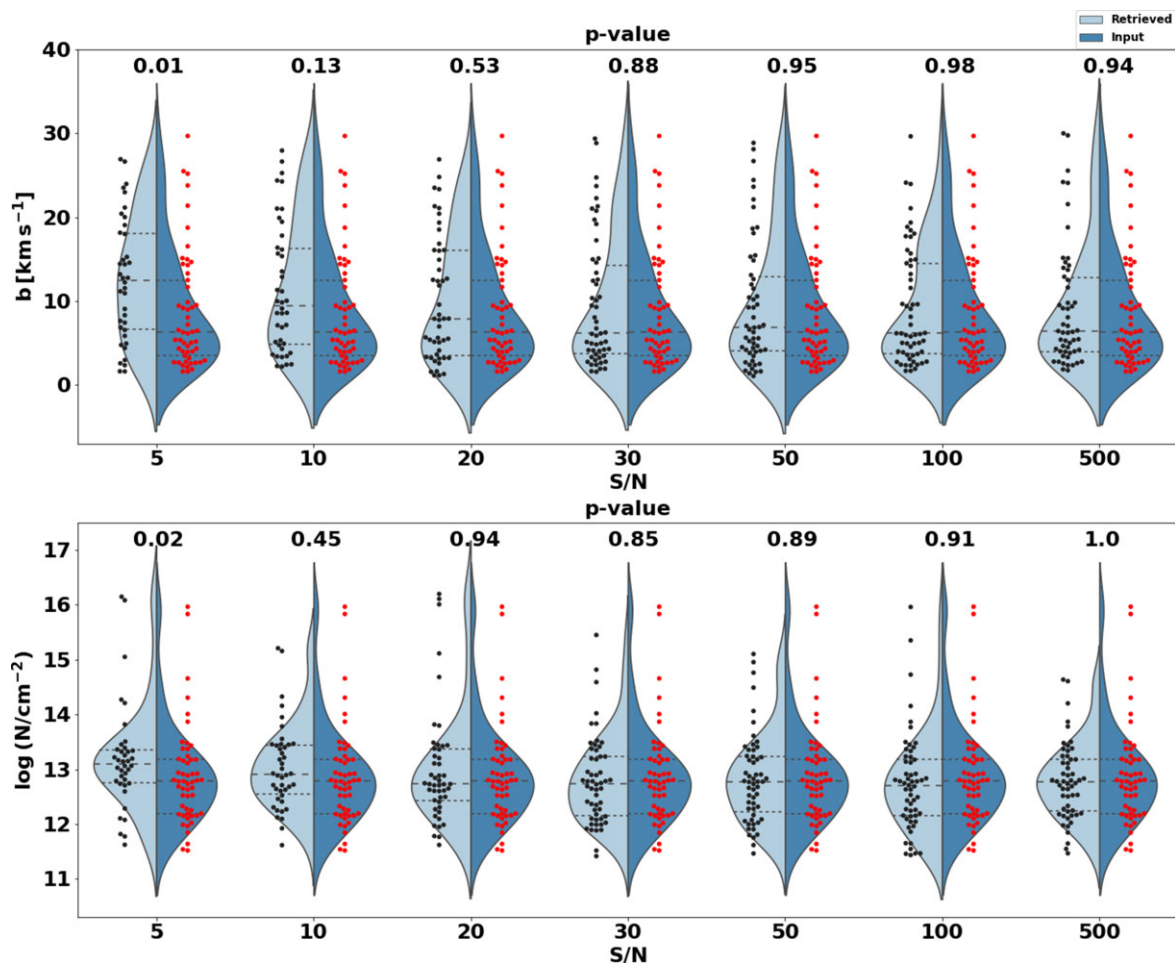 Retrieved
Input
p-value
0.01 0.13 0.53 0.88 0.95 0.98 0.94
40
30
20
10
0
b [km s⁻¹]
5 10 20 30 50 100 500
S/N
p-value
0.02 0.45 0.94 0.85 0.89 0.91 1.0
17
16
15
14
13
12
11
log (N/cm⁻²)
5 10 20 30 50 100 500
S/N